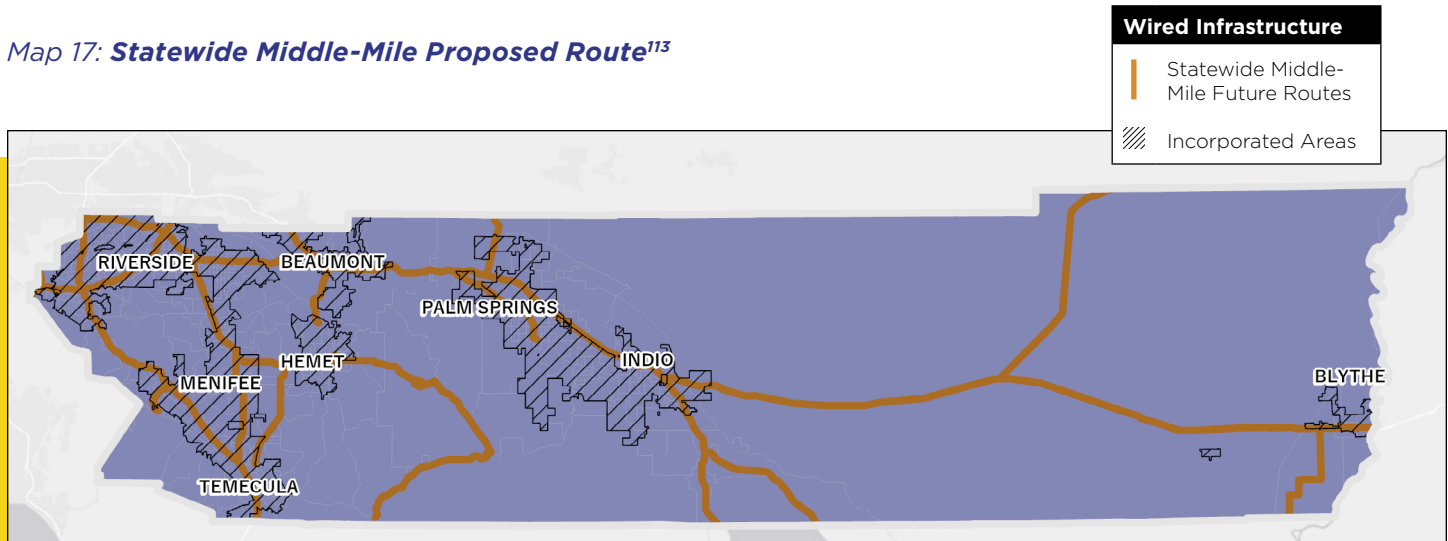 Map 17: Statewide Middle-Mile Proposed Route113
Wired Infrastructure
Statewide Middle-
Mile Future Routes
Incorporated Areas
RIVERSIDE
BEAUMONT
PALM SPRINGS
HEMET
INDIO
MENIFEE
BLYTHE
TEMECULA